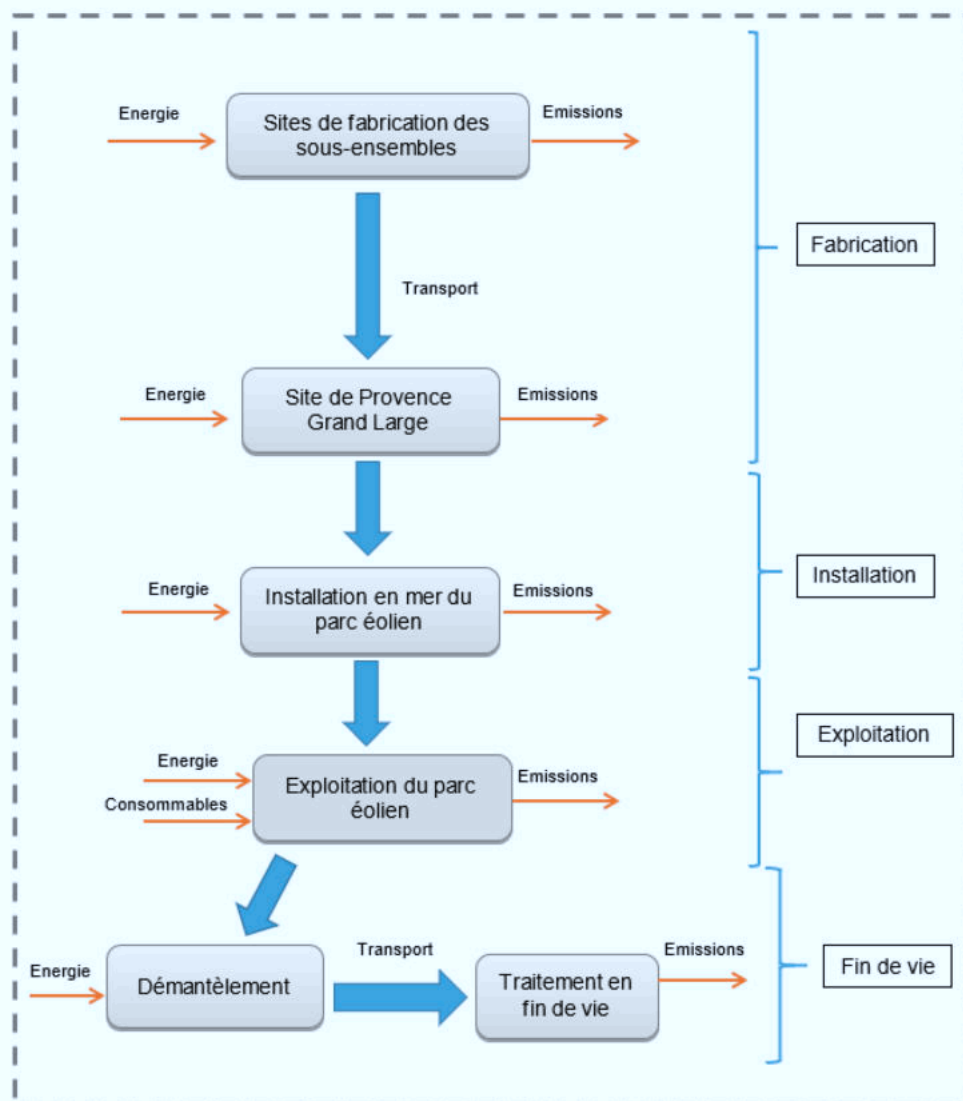 Energie
Sites de fabrication des
sous-ensembles
Emissions
Fabrication
Transport
Energie
Site de Provence
Grand Large
Emissions
Energie
Installation en mer du
parc éolien
Emissions
Installation
Energie
Consommables
Exploitation du parc
éolien
Emissions
Exploitation
Energie
Démantèlement
Transport
Traitement en
fin de vie
Emissions
Fin de vie